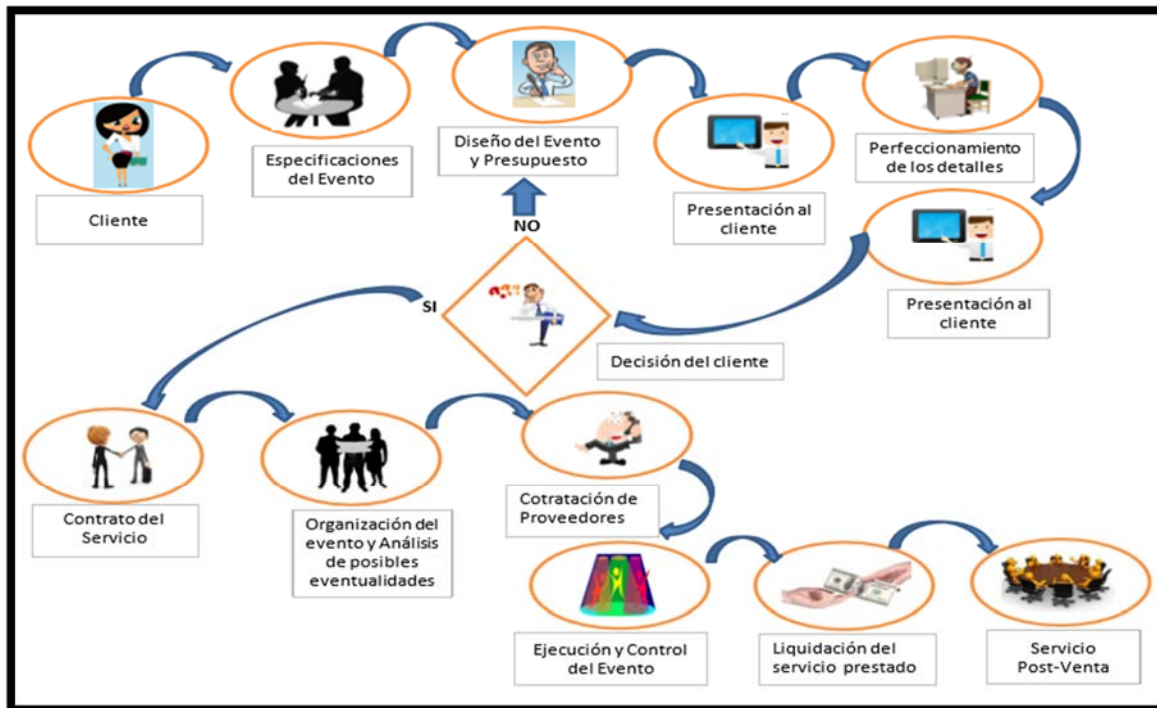 Cliente
Especificaciones
del Evento
Diseño del Evento
y Presupuesto
Presentación al
cliente
Perfeccionamiento
de los detalles
Presentación al
cliente
Decisión del cliente
NO
SI
Contrato del
Servicio
Organización del
evento y Análisis
de posibles
eventualidades
Cotratación de
Proveedores
Ejecución y Control
del Evento
Liquidación del
servicio prestado
Servicio
Post-Venta